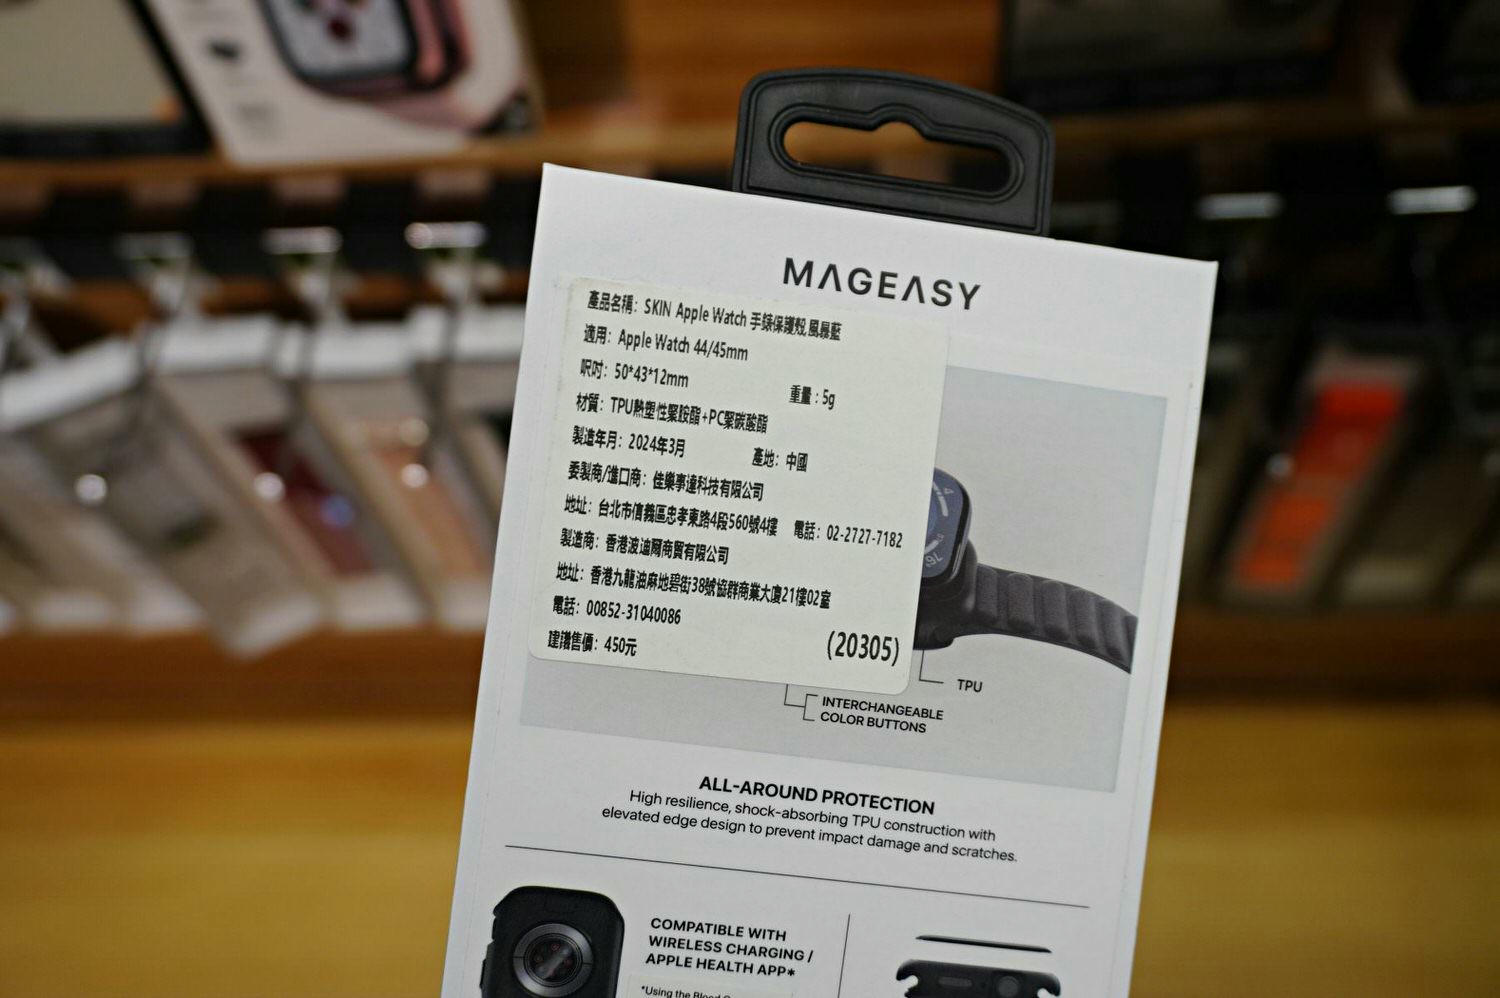 MAGEASY
產品名稱：SKIN Apple Watch 手錶保護殼 風暴藍
適用：Apple Watch 44/45mm
呎吋：50*43*12mm 重量：5g
材質：TPU熱塑性聚胺酯+PC聚碳酸酯
製造年月：2024年3月 產地：中國
委製商/進口商：佳樂事達科技有限公司
地址：台北市信義區忠孝東路4段560號4樓 電話：02-2727-7182
製造商：香港波迪爾商貿有限公司
地址：香港九龍油麻地碧街38號協群商業大廈21樓02室
電話：00852-31040086
建議售價：450元 (20305)
TPU
INTERCHANGEABLE
COLOR BUTTONS
ALL-AROUND PROTECTION
High resilience, shock-absorbing TPU construction with
elevated edge design to prevent impact damage and scratches.
COMPATIBLE WITH
WIRELESS CHARGING /
APPLE HEALTH APP*
*Using the Blood